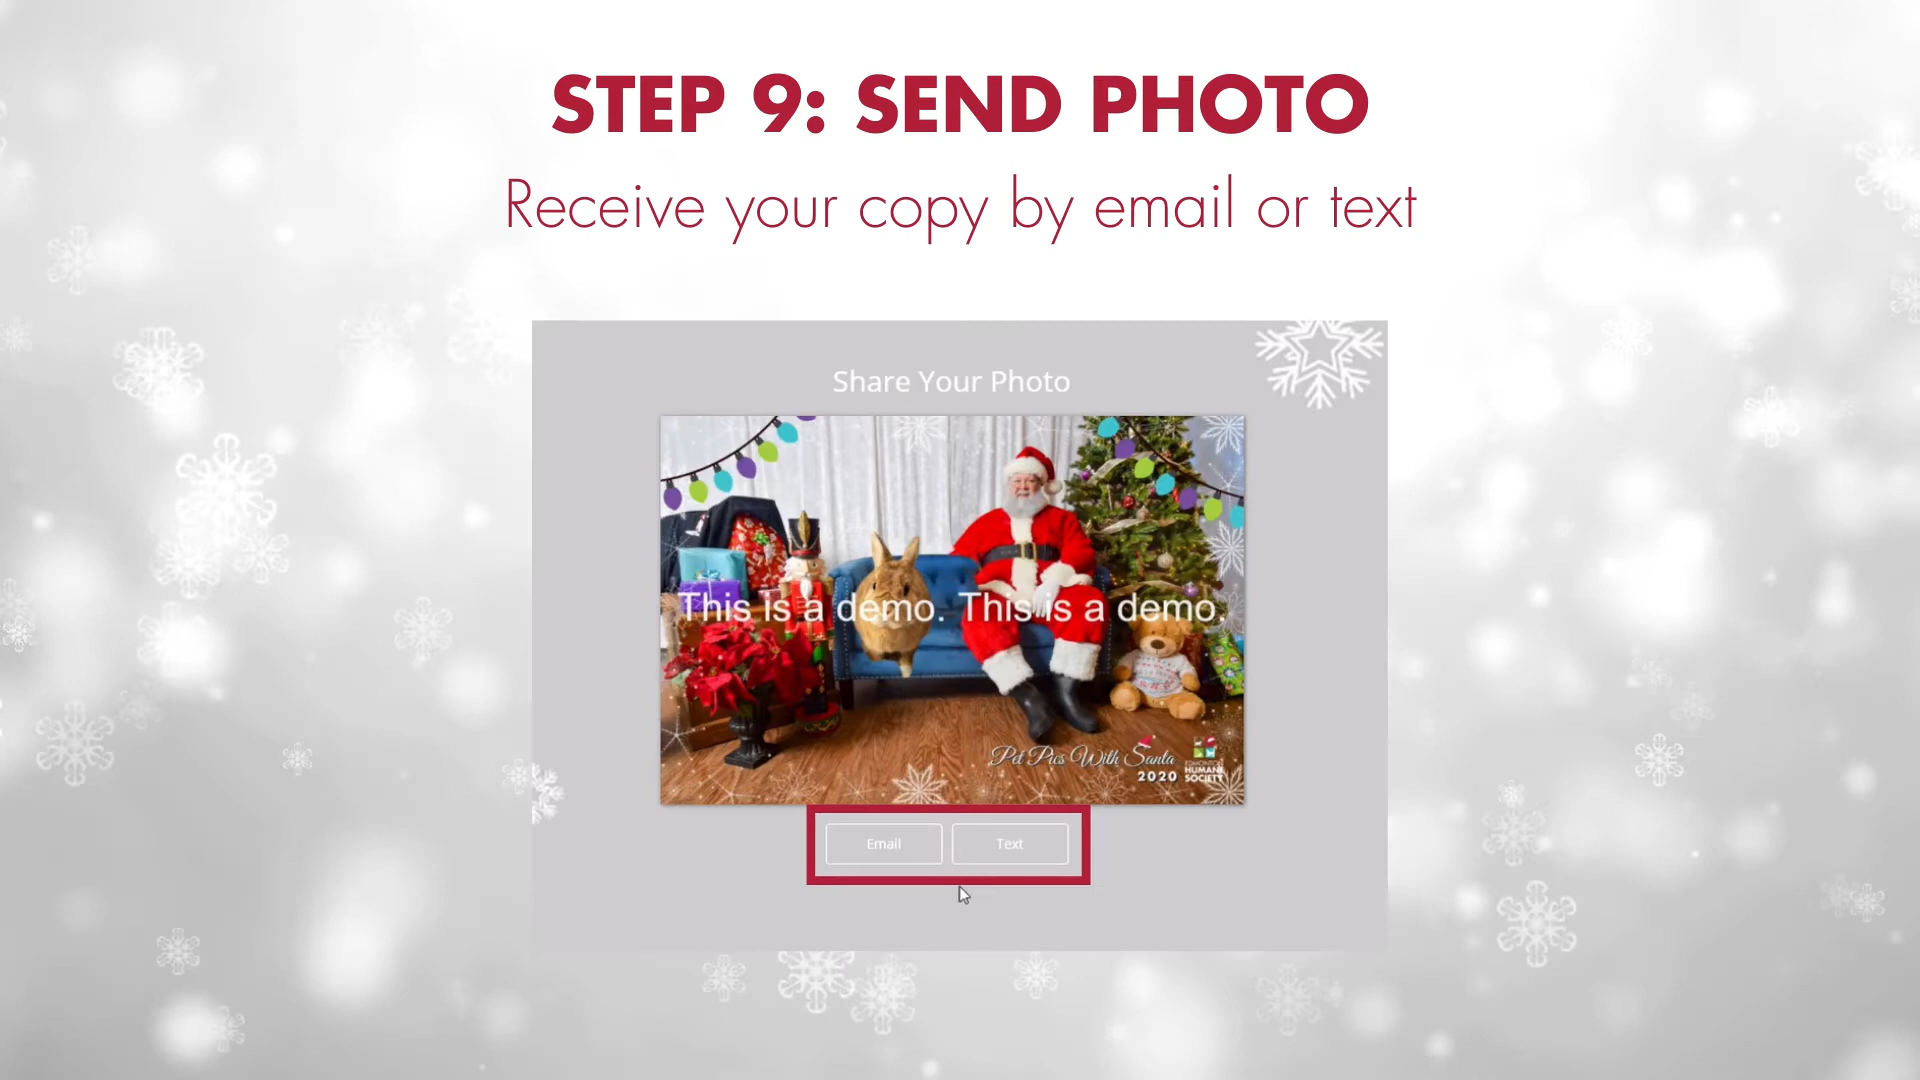 STEP 9: SEND PHOTO
Receive your copy by email or text
Share Your Photo
This is a demo. This is a demo.
Pet Pics With Santa
2020
EDMONTON
HUMANE
SOCIETY
Email
Text